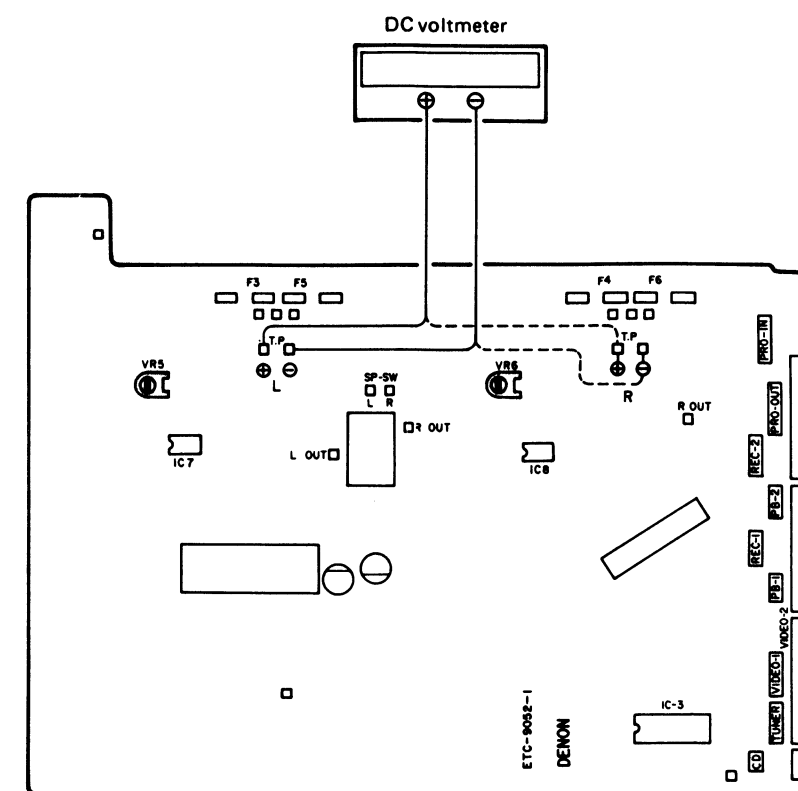 DC voltmeter
F3 F5
F4 F6
T.P
T.P
VR5
L
SP-SW
L R
VR6
R
PRO-IN
R OUT
PRO-OUT
R OUT
L OUT
IC7
IC8
REC-2
PB-2
REC-1
PB-1
VIDEO-2
VIDEO-1
IC-3
TUNER
ETC-9052-1
DENON
CD